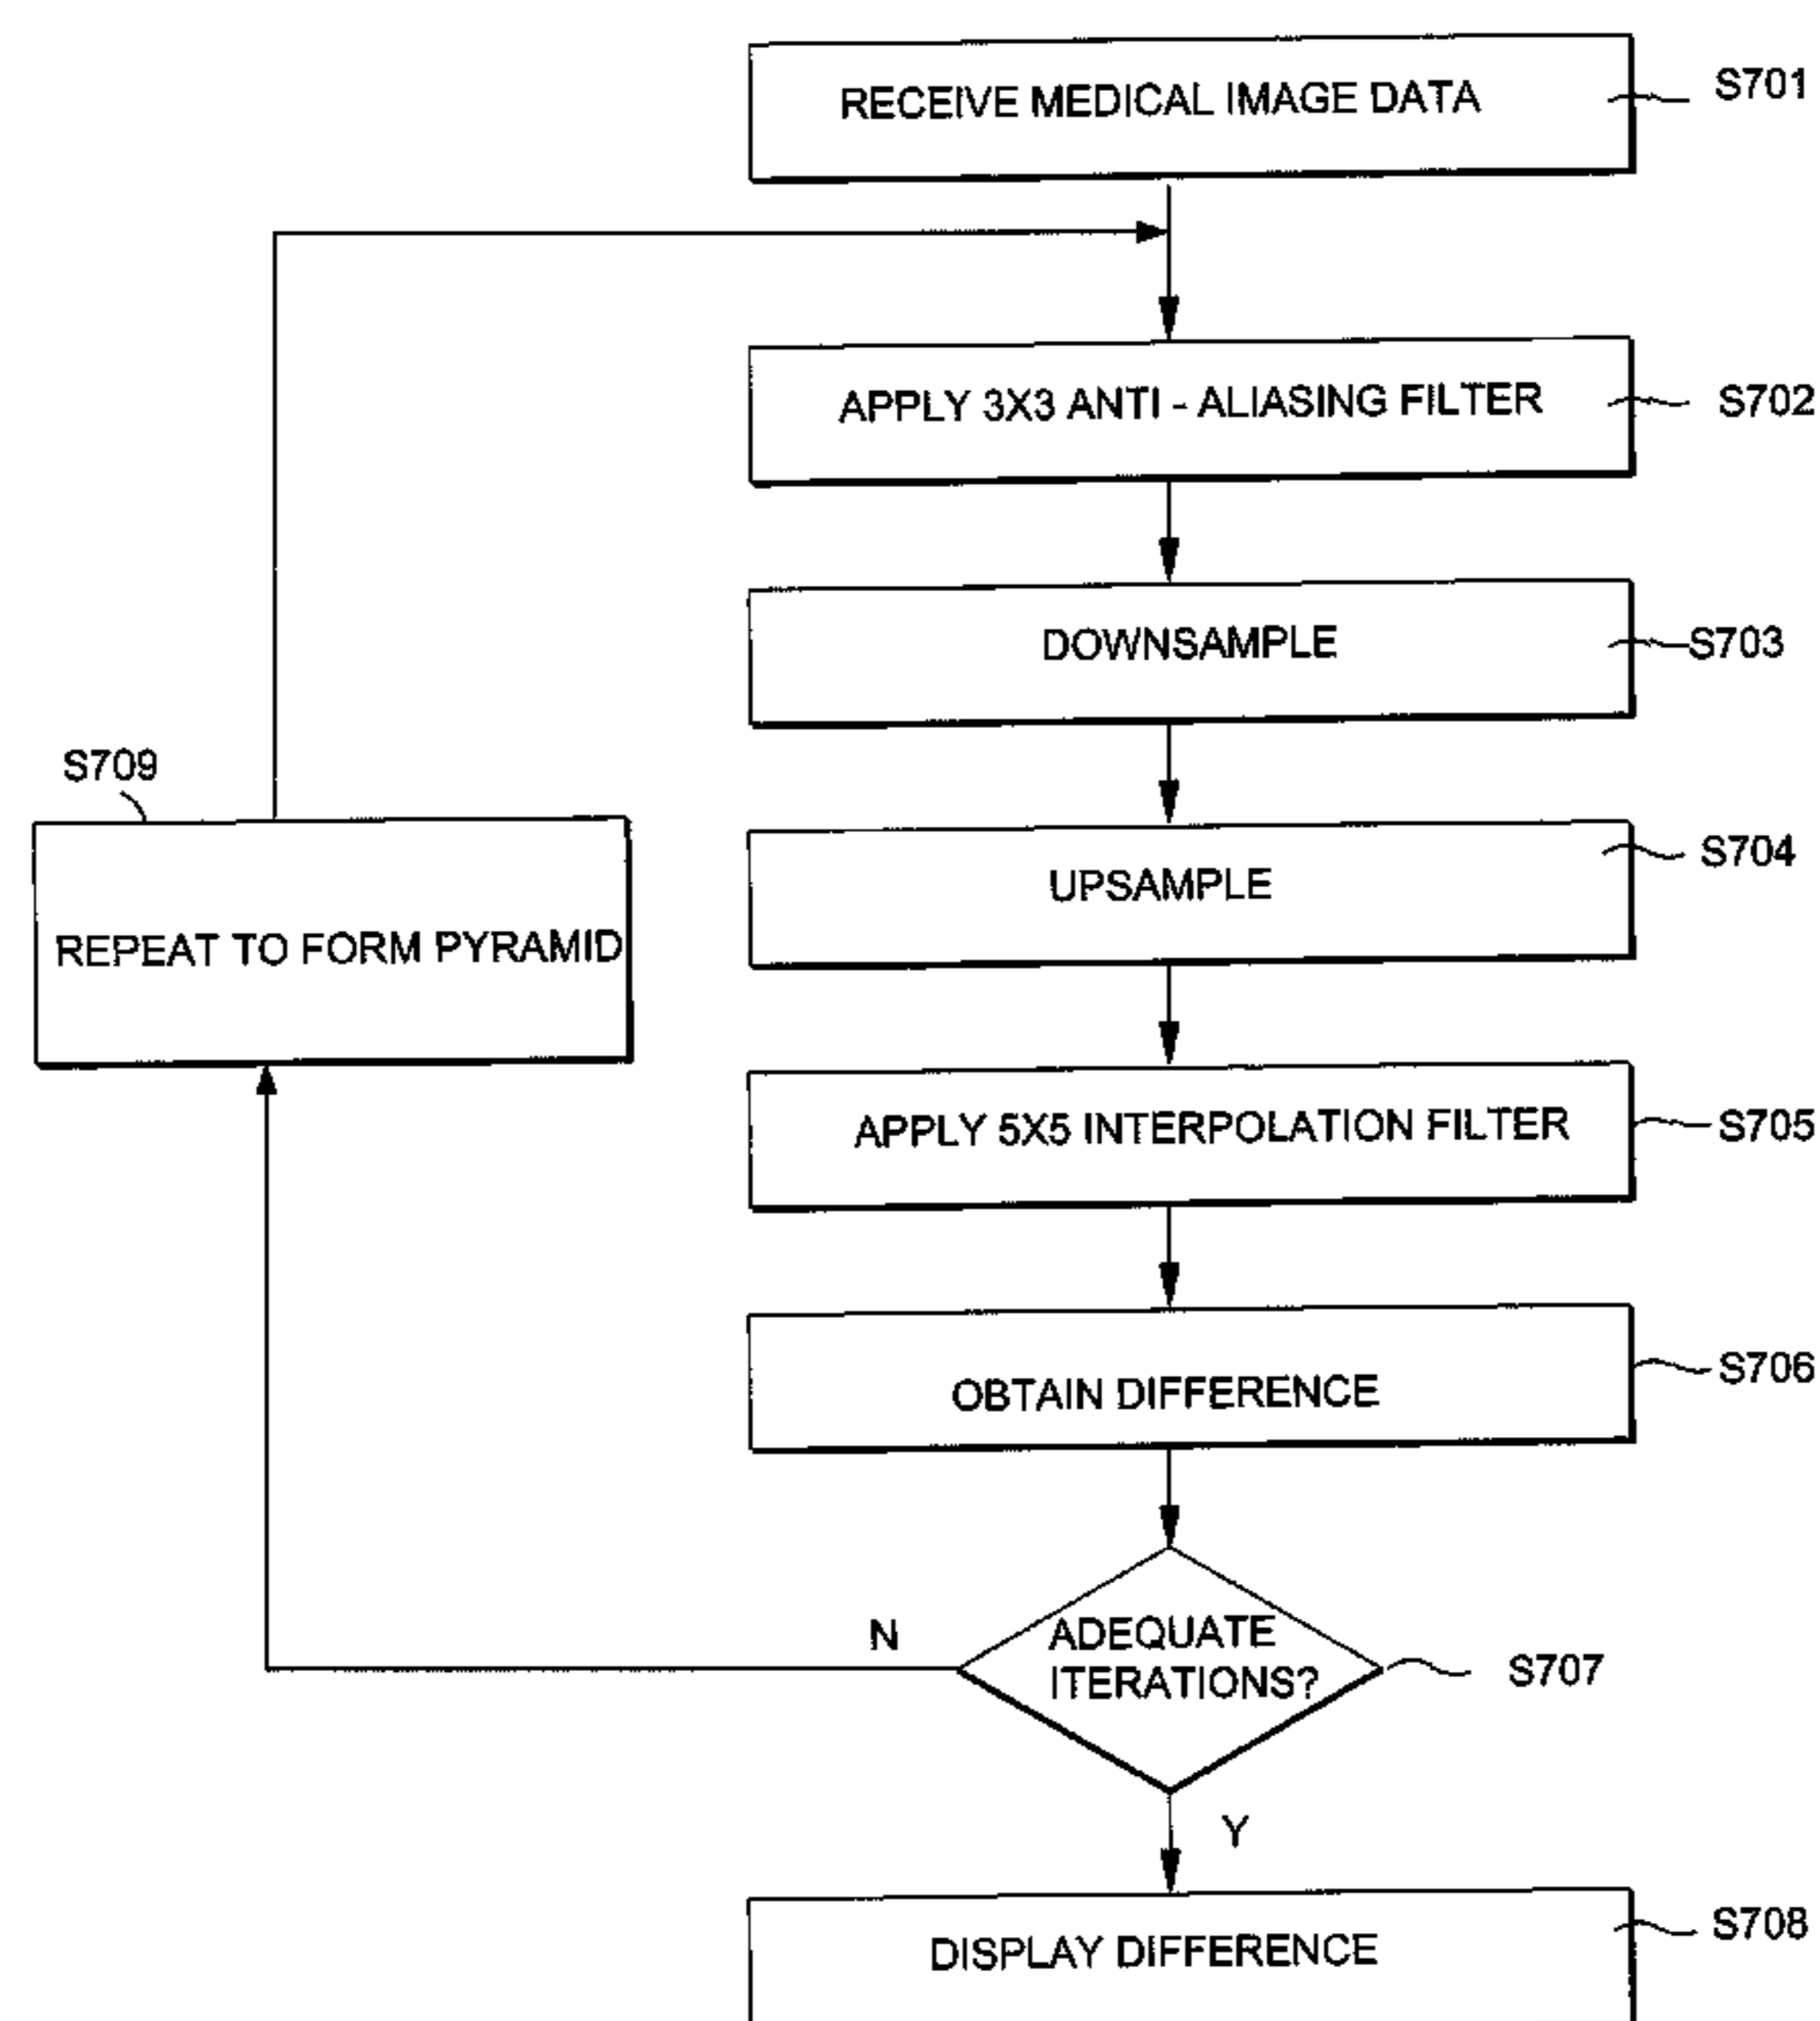 RECEIVE MEDICAL IMAGE DATA
S701
APPLY 3X3 ANTI - ALIASING FILTER
S702
DOWNSAMPLE
S703
S709
REPEAT TO FORM PYRAMID
UPSAMPLE
S704
APPLY 5X5 INTERPOLATION FILTER
S705
OBTAIN DIFFERENCE
S706
N
ADEQUATE
ITERATIONS?
S707
Y
DISPLAY DIFFERENCE
S708